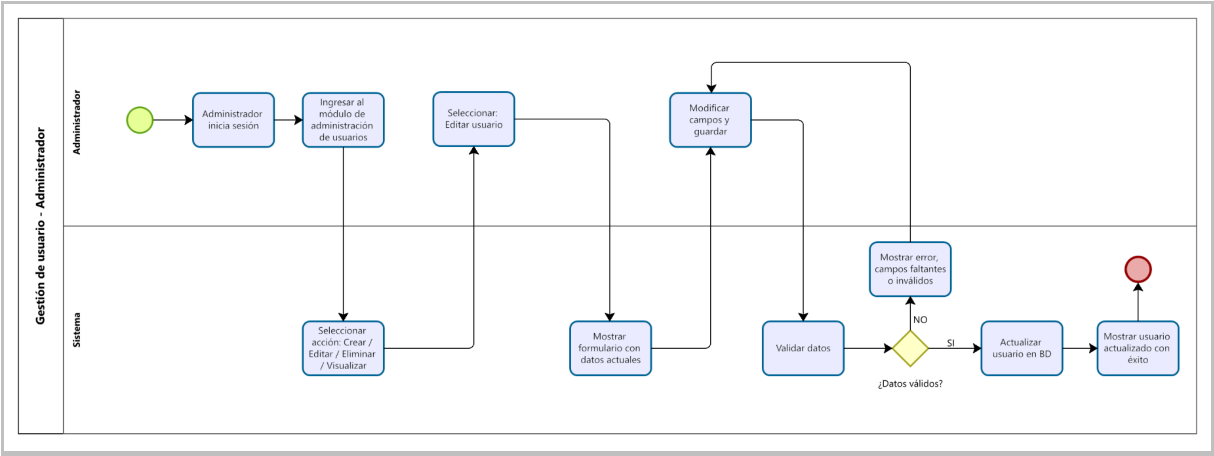 Gestión de usuario - Administrador
Administrador
Administrador
inicia sesión
Ingresar al
módulo de
administración
de usuarios
Seleccionar:
Editar usuario
Modificar
campos y
guardar
Sistema
Seleccionar
acción: Crear /
Editar / Eliminar
/ Visualizar
Mostrar
formulario con
datos actuales
Validar datos
Mostrar error,
campos faltantes
o inválidos
NO
SI
¿Datos válidos?
Actualizar
usuario en BD
Mostrar usuario
actualizado con
éxito